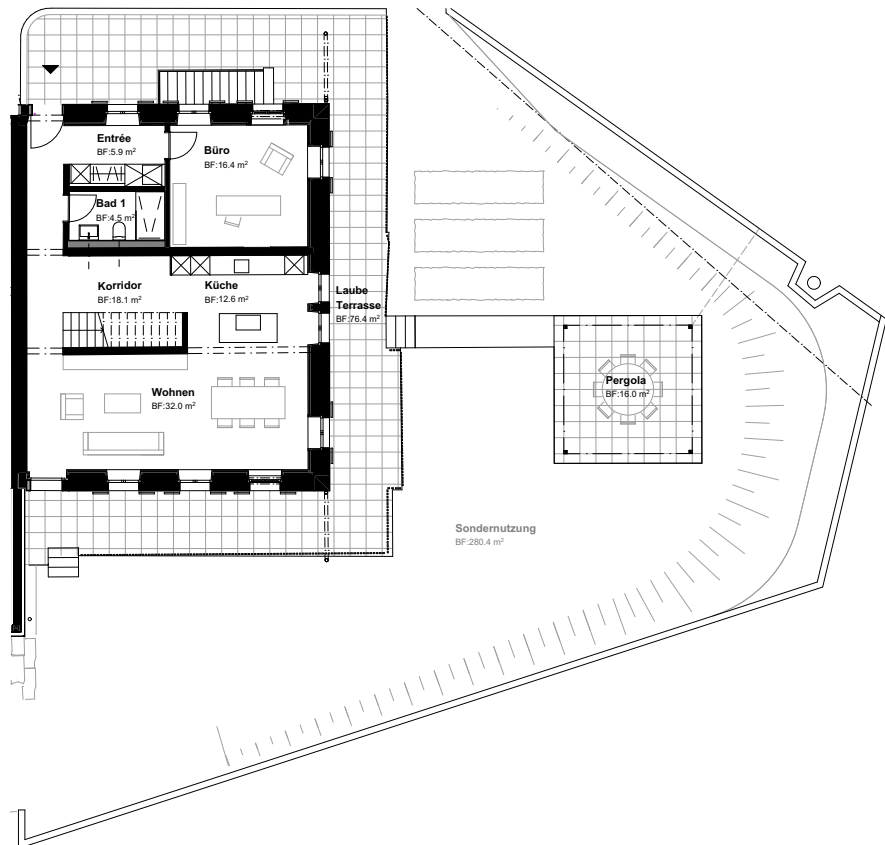 Entrée
BF:5.9 m²
Büro
BF:16.4 m²
Bad 1
BF:4.5 m²
Korridor
BF:18.1 m²
Küche
BF:12.6 m²
Laube
Terrasse
BF:76.4 m²
Wohnen
BF:32.0 m²
Pergola
BF:16.0 m²
Sondernutzung
BF:280.4 m²